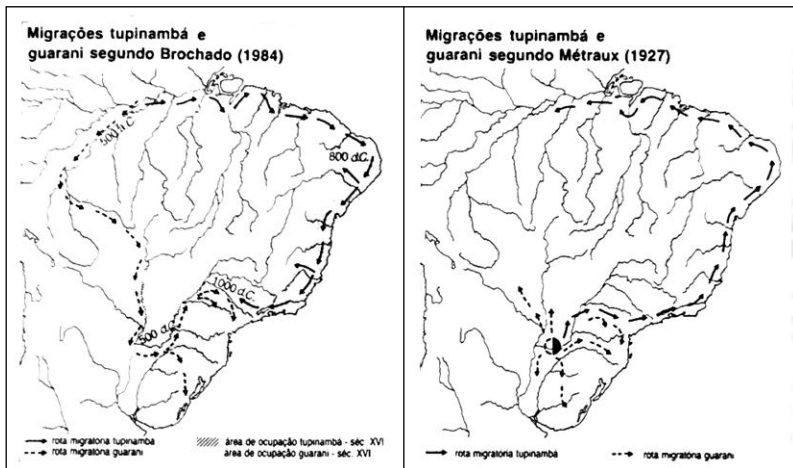 Migrações tupinambá e
guarani segundo Brochado (1984)
500 a.C.
800 d.C.
1000 d.C.
500 d.C.
rota migratória tupinambá
rota migratória guarani
área de ocupação tupinambá - séc. XVI
área de ocupação guarani - séc. XVI
Migrações tupinambá e
guarani segundo Métraux (1927)
rota migratória tupinambá
rota migratória guarani